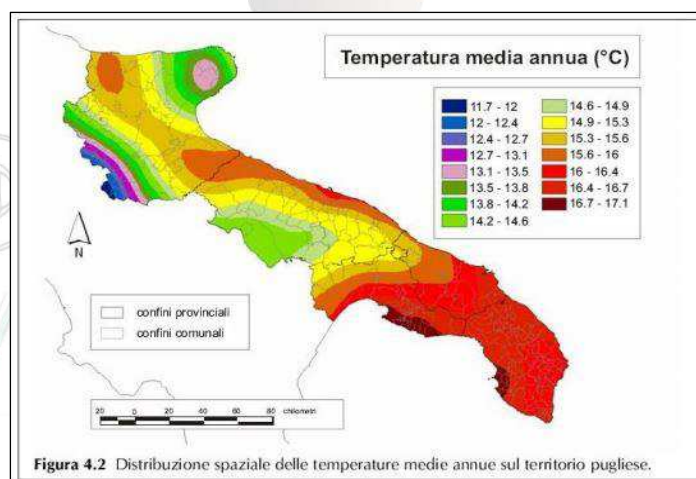 Temperatura media annua (°C)
11.7 - 12
12 - 12.4
12.4 - 12.7
12.7 - 13.1
13.1 - 13.5
13.5 - 13.8
13.8 - 14.2
14.2 - 14.6
14.6 - 14.9
14.9 - 15.3
15.3 - 15.6
15.6 - 16
16 - 16.4
16.4 - 16.7
16.7 - 17.1
N
confini provinciali
confini comunali
20 0 20 40 60 80 chilometri
Figura 4.2 Distribuzione spaziale delle temperature medie annue sul territorio pugliese.